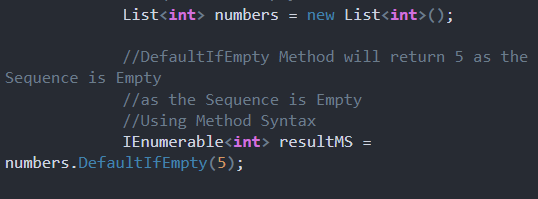 List<int> numbers = new List<int>();
//DefaultIfEmpty Method will return 5 as the
Sequence is Empty
//as the Sequence is Empty
//Using Method Syntax
IEnumerable<int> resultMS =
numbers.DefaultIfEmpty(5);